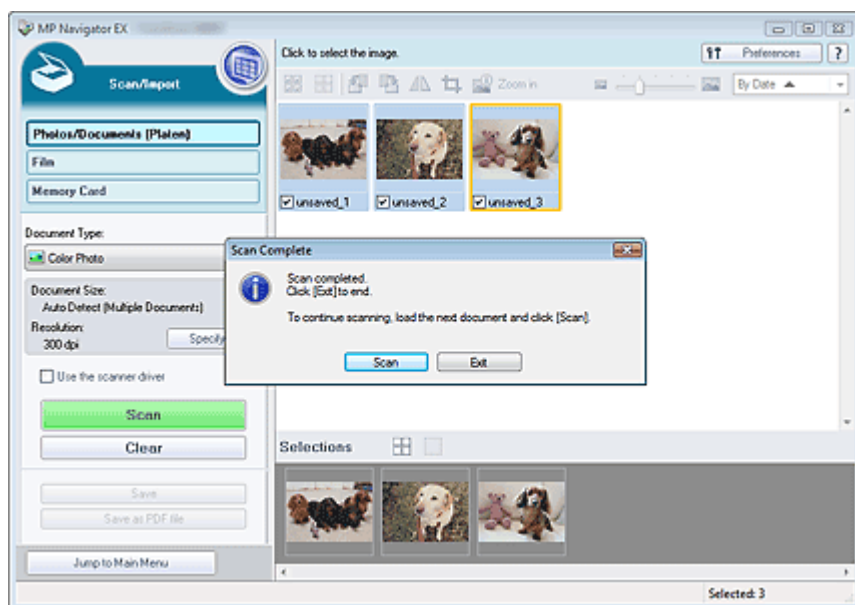 MP Navigator EX
Scan/Import
Click to select the image.
Preferences
?
Zoom in
By Date
Photos/Documents (Platen)
Film
Memory Card
unsaved_1
unsaved_2
unsaved_3
Document Type:
Color Photo
Document Size:
Auto Detect (Multiple Documents)
Resolution:
300 dpi
Specify
Use the scanner driver
Scan
Clear
Save
Save as PDF file
Jump to Main Menu
Scan Complete
Scan completed.
Click [Exit] to end.
To continue scanning, load the next document and click [Scan].
Scan
Exit
Selections
Selected: 3